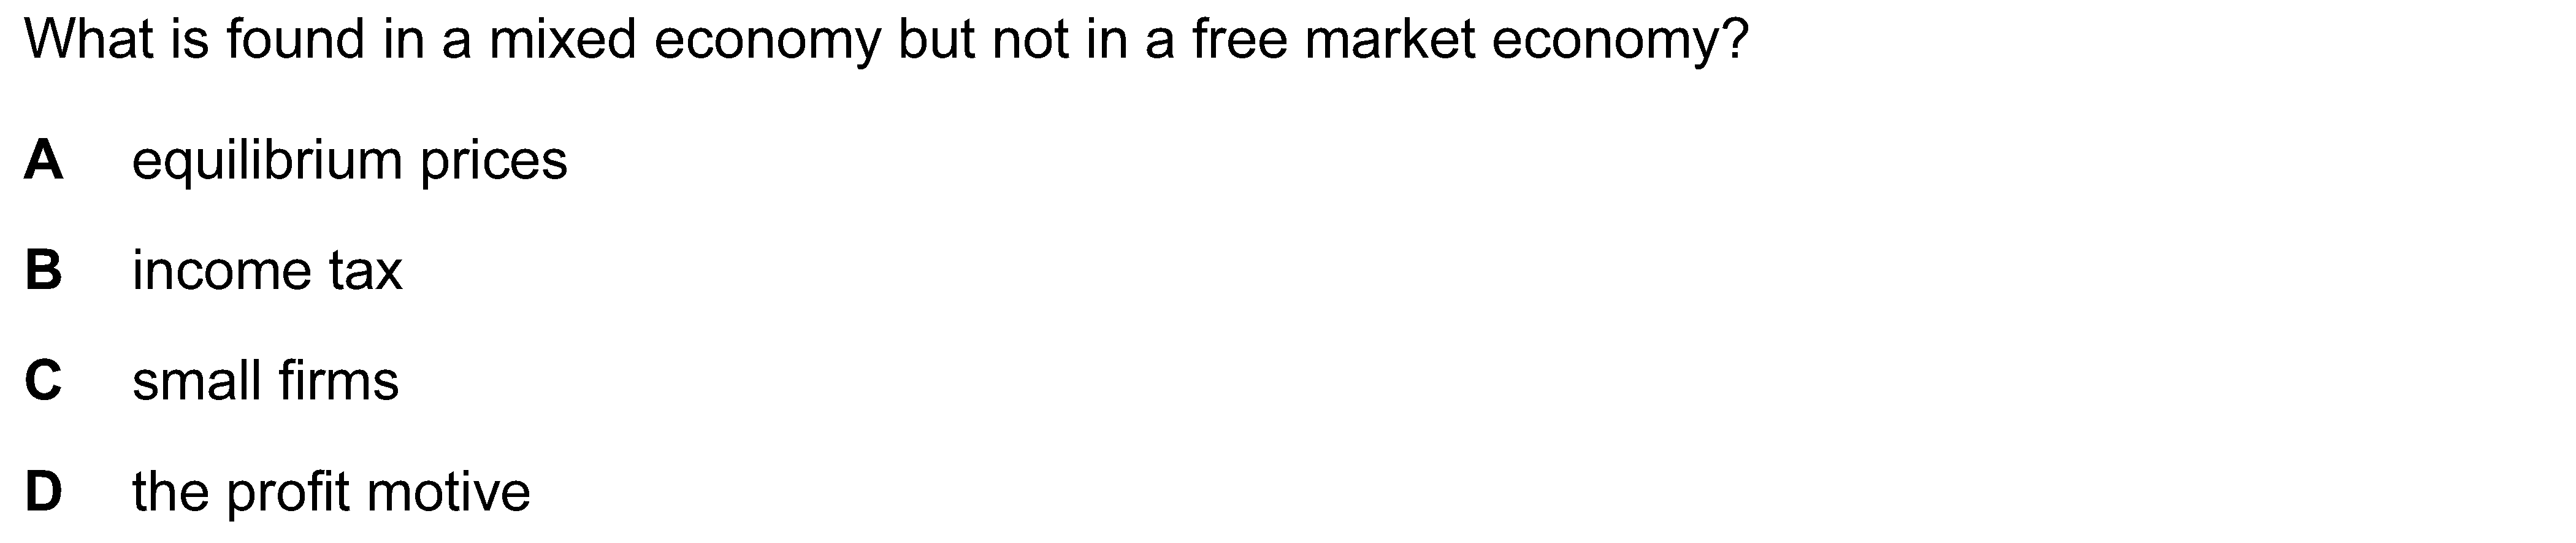 What is found in a mixed economy but not in a free market economy?
A equilibrium prices
B income tax
C small firms
D the profit motive